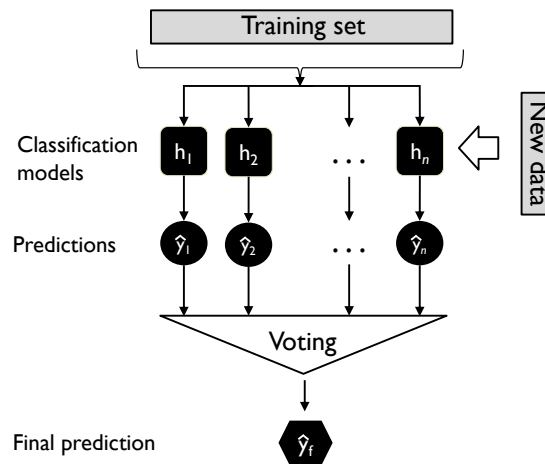 Training set
Classification
models
h₁
h₂
. . .
hₙ
New data
Predictions
ŷ₁
ŷ₂
. . .
ŷₙ
Voting
Final prediction
ŷf